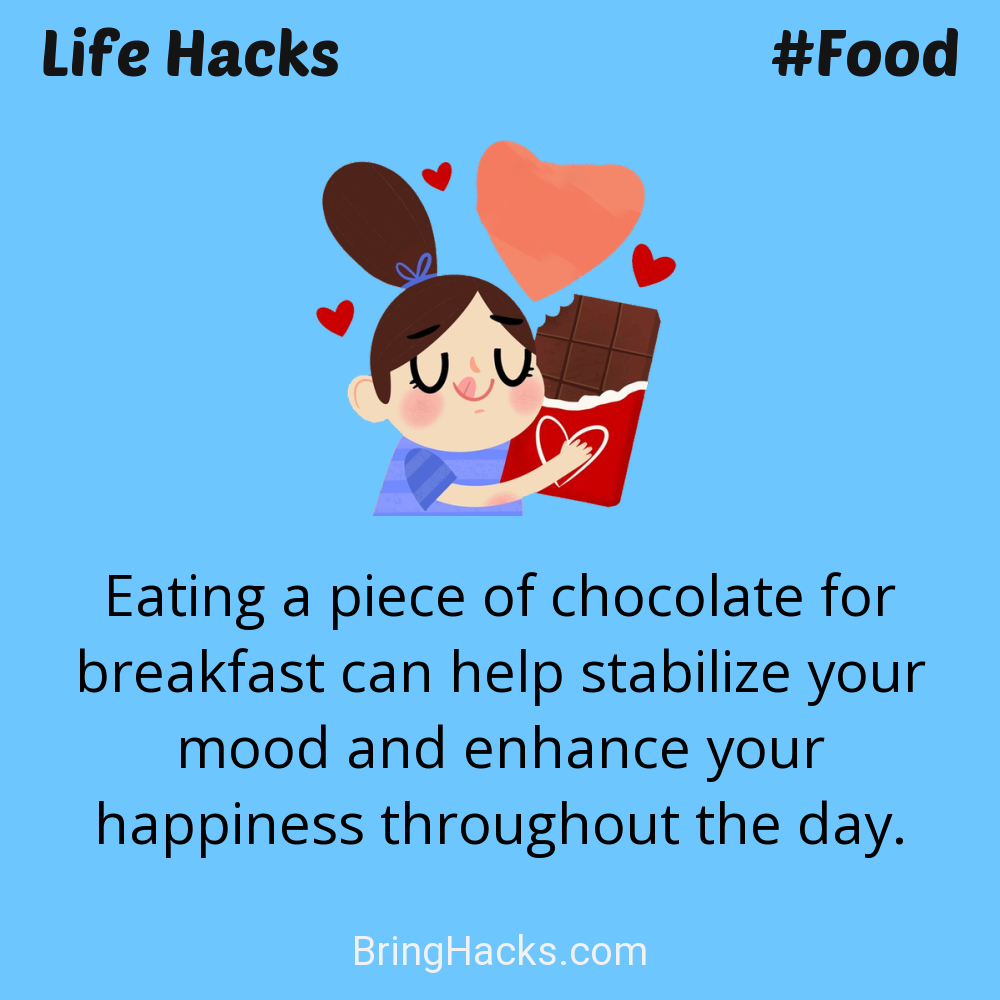 Life Hacks
#Food
Eating a piece of chocolate for
breakfast can help stabilize your
mood and enhance your
happiness throughout the day.
BringHacks.com